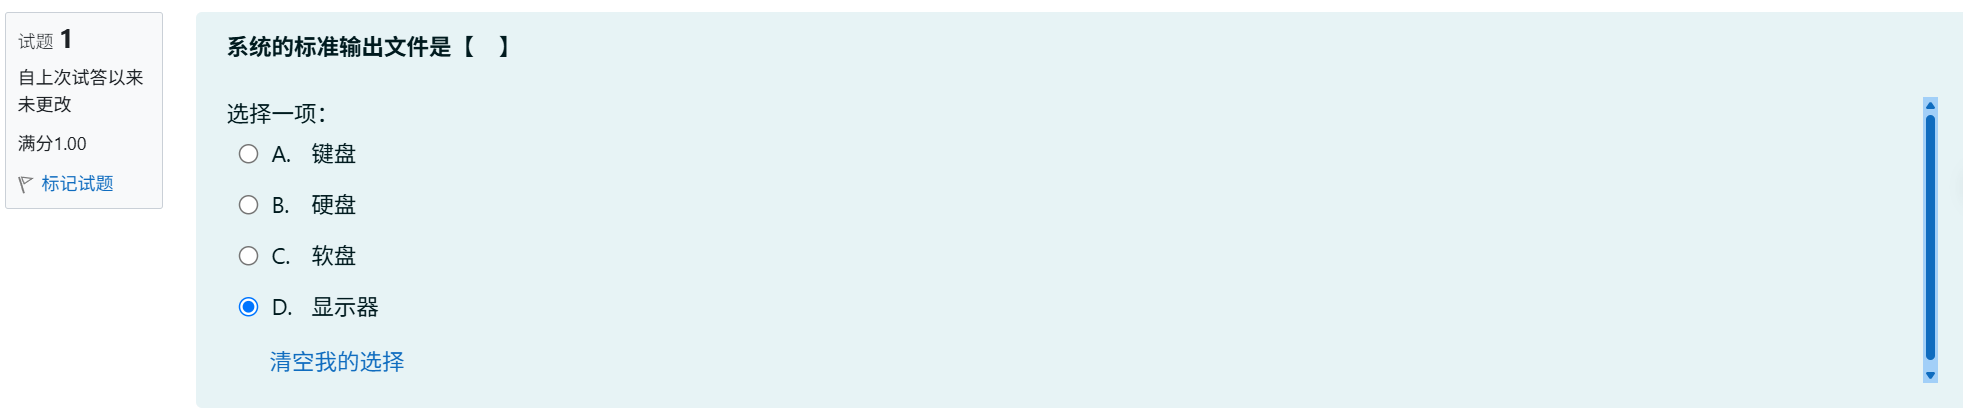 试题 1
自上次试答以来
未更改
满分1.00
标记试题
系统的标准输出文件是【　】
选择一项：
A. 键盘
B. 硬盘
C. 软盘
D. 显示器
清空我的选择